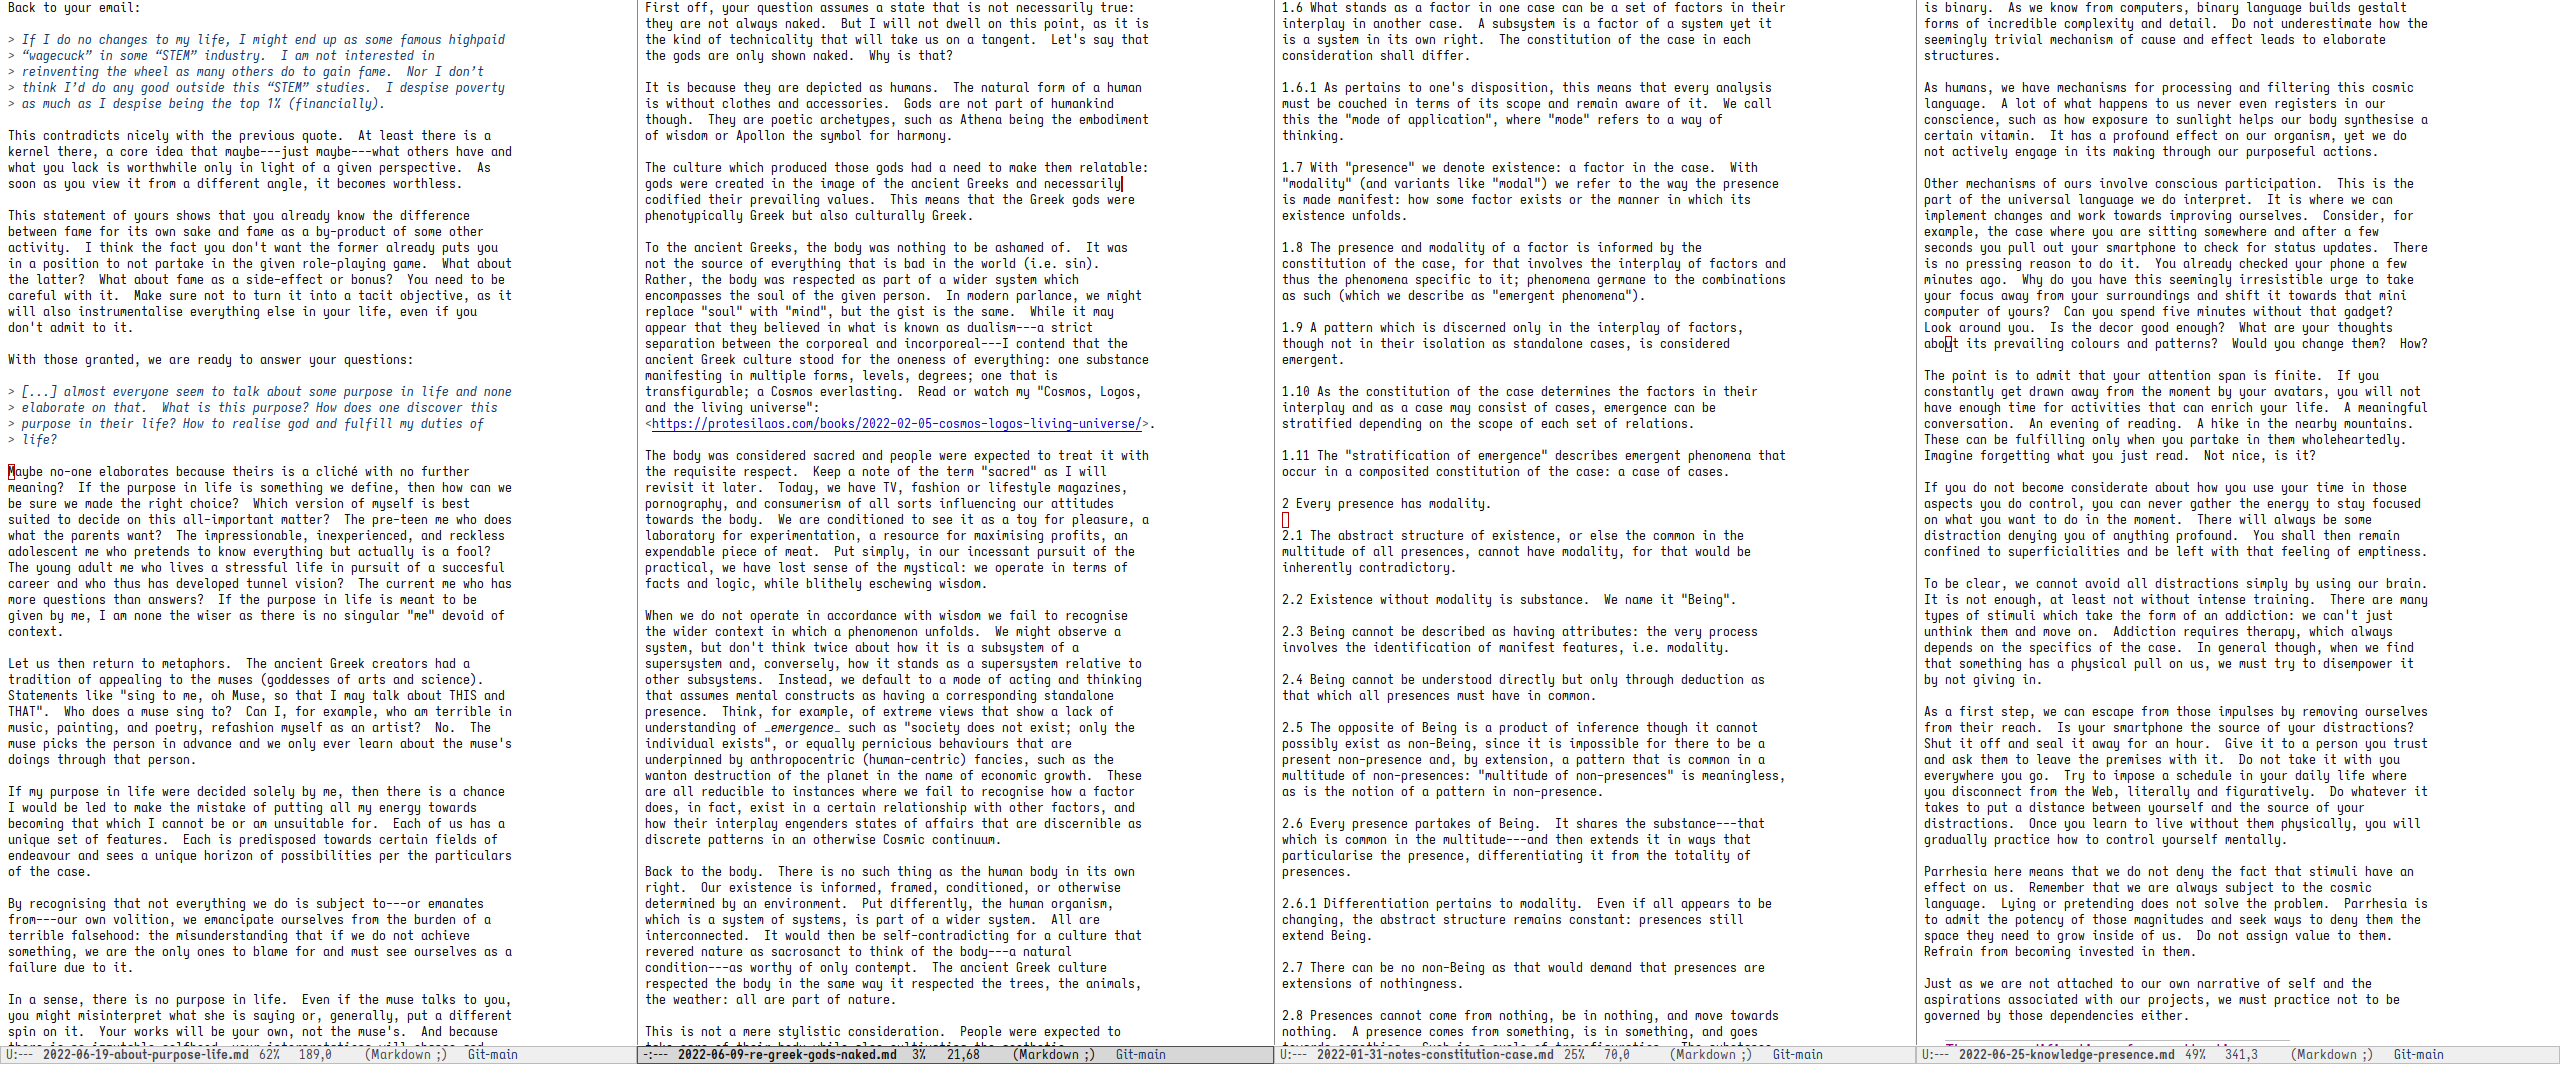 Back to your email:
> If I do no changes to my life, I might end up as some famous highpaid
> “wagecuck” in some “STEM” industry.  I am not interested in
> reinventing the wheel as many others do to gain fame.  Nor I don’t
> think I’d do any good outside this “STEM” studies.  I despise poverty
> as much as I despise being the top 1% (financially).
This contradicts nicely with the previous quote.  At least there is a
kernel there, a core idea that maybe---just maybe---what others have and
what you lack is worthwhile only in light of a given perspective.  As
soon as you view it from a different angle, it becomes worthless.
This statement of yours shows that you already know the difference
between fame for its own sake and fame as a by-product of some other
activity.  I think the fact you don't want the former already puts you
in a position to not partake in the given role-playing game.  What about
the latter?  What about fame as a side-effect or bonus?  You need to be
careful with it.  Make sure not to turn it into a tacit objective, as it
will also instrumentalise everything else in your life, even if you
don't admit to it.
With those granted, we are ready to answer your questions:
> [...] almost everyone seem to talk about some purpose in life and none
> elaborate on that.  What is this purpose? How does one discover this
> purpose in their life? How to realise god and fulfill my duties of
> life?
Maybe no-one elaborates because theirs is a cliché with no further
meaning?  If the purpose in life is something we define, then how can we
be sure we made the right choice?  Which version of myself is best
suited to decide on this all-important matter?  The pre-teen me who does
what the parents want?  The impressionable, inexperienced, and reckless
adolescent me who pretends to know everything but actually is a fool?
The young adult me who lives a stressful life in pursuit of a succesful
career and who thus has developed tunnel vision?  The current me who has
more questions than answers?  If the purpose in life is meant to be
given by me, I am none the wiser as there is no singular "me" devoid of
context.
Let us then return to metaphors.  The ancient Greek creators had a
tradition of appealing to the muses (goddesses of arts and science).
Statements like "sing to me, oh Muse, so that I may talk about THIS and
THAT".  Who does a muse sing to?  Can I, for example, who am terrible in
music, painting, and poetry, refashion myself as an artist?  No.  The
muse picks the person in advance and we only ever learn about the muse's
doings through that person.
If my purpose in life were decided solely by me, then there is a chance
I would be led to make the mistake of putting all my energy towards
becoming that which I cannot be or am unsuitable for.  Each of us has a
unique set of features.  Each is predisposed towards certain fields of
endeavour and sees a unique horizon of possibilities per the particulars
of the case.
By recognising that not everything we do is subject to---or emanates
from---our own volition, we emancipate ourselves from the burden of a
terrible falsehood: the misunderstanding that if we do not achieve
something, we are the only ones to blame for and must see ourselves as a
failure due to it.
In a sense, there is no purpose in life.  Even if the muse talks to you,
you might misinterpret what she is saying or, generally, put a different
spin on it.  Your works will be your own, not the muse's.  And because
U:---  2022-06-19-about-purpose-life.md  62%   189,0     (Markdown ;)   Git-main
First off, your question assumes a state that is not necessarily true:
they are not always naked.  But I will not dwell on this point, as it is
the kind of technicality that will take us on a tangent.  Let's say that
the gods are only shown naked.  Why is that?
It is because they are depicted as humans.  The natural form of a human
is without clothes and accessories.  Gods are not part of humankind
though.  They are poetic archetypes, such as Athena being the embodiment
of wisdom or Apollon the symbol for harmony.
The culture which produced those gods had a need to make them relatable:
gods were created in the image of the ancient Greeks and necessarily
codified their prevailing values.  This means that the Greek gods were
phenotypically Greek but also culturally Greek.
To the ancient Greeks, the body was nothing to be ashamed of.  It was
not the source of everything that is bad in the world (i.e. sin).
Rather, the body was respected as part of a wider system which
encompasses the soul of the given person.  In modern parlance, we might
replace "soul" with "mind", but the gist is the same.  While it may
appear that they believed in what is known as dualism---a strict
separation between the corporeal and incorporeal---I contend that the
ancient Greek culture stood for the oneness of everything: one substance
manifesting in multiple forms, levels, degrees; one that is
transfigurable; a Cosmos everlasting.  Read or watch my "Cosmos, Logos,
and the living universe":
<https://protesilaos.com/books/2022-02-05-cosmos-logos-living-universe/>.
The body was considered sacred and people were expected to treat it with
the requisite respect.  Keep a note of the term "sacred" as I will
revisit it later.  Today, we have TV, fashion or lifestyle magazines,
pornography, and consumerism of all sorts influencing our attitudes
towards the body.  We are conditioned to see it as a toy for pleasure, a
laboratory for experimentation, a resource for maximising profits, an
expendable piece of meat.  Put simply, in our incessant pursuit of the
practical, we have lost sense of the mystical: we operate in terms of
facts and logic, while blithely eschewing wisdom.
When we do not operate in accordance with wisdom we fail to recognise
the wider context in which a phenomenon unfolds.  We might observe a
system, but don't think twice about how it is a subsystem of a
supersystem and, conversely, how it stands as a supersystem relative to
other subsystems.  Instead, we default to a mode of acting and thinking
that assumes mental constructs as having a corresponding standalone
presence.  Think, for example, of extreme views that show a lack of
understanding of _emergence_ such as "society does not exist; only the
individual exists", or equally pernicious behaviours that are
underpinned by anthropocentric (human-centric) fancies, such as the
wanton destruction of the planet in the name of economic growth.  These
are all reducible to instances where we fail to recognise how a factor
does, in fact, exist in a certain relationship with other factors, and
how their interplay engenders states of affairs that are discernible as
discrete patterns in an otherwise Cosmic continuum.
Back to the body.  There is no such thing as the human body in its own
right.  Our existence is informed, framed, conditioned, or otherwise
determined by an environment.  Put differently, the human organism,
which is a system of systems, is part of a wider system.  All are
interconnected.  It would then be self-contradicting for a culture that
revered nature as sacrosanct to think of the body---a natural
condition---as worthy of only contempt.  The ancient Greek culture
respected the body in the same way it respected the trees, the animals,
the weather: all are part of nature.
This is not a mere stylistic consideration.  People were expected to
-:---  2022-06-09-re-greek-gods-naked.md   3%   21,68     (Markdown ;)   Git-main
1.6 What stands as a factor in one case can be a set of factors in their
interplay in another case.  A subsystem is a factor of a system yet it
is a system in its own right.  The constitution of the case in each
consideration shall differ.
1.6.1 As pertains to one's disposition, this means that every analysis
must be couched in terms of its scope and remain aware of it.  We call
this the "mode of application", where "mode" refers to a way of
thinking.
1.7 With "presence" we denote existence: a factor in the case.  With
"modality" (and variants like "modal") we refer to the way the presence
is made manifest: how some factor exists or the manner in which its
existence unfolds.
1.8 The presence and modality of a factor is informed by the
constitution of the case, for that involves the interplay of factors and
thus the phenomena specific to it; phenomena germane to the combinations
as such (which we describe as "emergent phenomena").
1.9 A pattern which is discerned only in the interplay of factors,
though not in their isolation as standalone cases, is considered
emergent.
1.10 As the constitution of the case determines the factors in their
interplay and as a case may consist of cases, emergence can be
stratified depending on the scope of each set of relations.
1.11 The "stratification of emergence" describes emergent phenomena that
occur in a composited constitution of the case: a case of cases.
2 Every presence has modality.
2.1 The abstract structure of existence, or else the common in the
multitude of all presences, cannot have modality, for that would be
inherently contradictory.
2.2 Existence without modality is substance.  We name it "Being".
2.3 Being cannot be described as having attributes: the very process
involves the identification of manifest features, i.e. modality.
2.4 Being cannot be understood directly but only through deduction as
that which all presences must have in common.
2.5 The opposite of Being is a product of inference though it cannot
possibly exist as non-Being, since it is impossible for there to be a
present non-presence and, by extension, a pattern that is common in a
multitude of non-presences: "multitude of non-presences" is meaningless,
as is the notion of a pattern in non-presence.
2.6 Every presence partakes of Being.  It shares the substance---that
which is common in the multitude---and then extends it in ways that
particularise the presence, differentiating it from the totality of
presences.
2.6.1 Differentiation pertains to modality.  Even if all appears to be
changing, the abstract structure remains constant: presences still
extend Being.
2.7 There can be no non-Being as that would demand that presences are
extensions of nothingness.
2.8 Presences cannot come from nothing, be in nothing, and move towards
nothing.  A presence comes from something, is in something, and goes
U:---  2022-01-31-notes-constitution-case.md  25%   70,0      (Markdown ;)   Git-main
is binary.  As we know from computers, binary language builds gestalt
forms of incredible complexity and detail.  Do not underestimate how the
seemingly trivial mechanism of cause and effect leads to elaborate
structures.
As humans, we have mechanisms for processing and filtering this cosmic
language.  A lot of what happens to us never even registers in our
conscience, such as how exposure to sunlight helps our body synthesise a
certain vitamin.  It has a profound effect on our organism, yet we do
not actively engage in its making through our purposeful actions.
Other mechanisms of ours involve conscious participation.  This is the
part of the universal language we do interpret.  It is where we can
implement changes and work towards improving ourselves.  Consider, for
example, the case where you are sitting somewhere and after a few
seconds you pull out your smartphone to check for status updates.  There
is no pressing reason to do it.  You already checked your phone a few
minutes ago.  Why do you have this seemingly irresistible urge to take
your focus away from your surroundings and shift it towards that mini
computer of yours?  Can you spend five minutes without that gadget?
Look around you.  Is the decor good enough?  What are your thoughts
about its prevailing colours and patterns?  Would you change them?  How?
The point is to admit that your attention span is finite.  If you
constantly get drawn away from the moment by your avatars, you will not
have enough time for activities that can enrich your life.  A meaningful
conversation.  An evening of reading.  A hike in the nearby mountains.
These can be fulfilling only when you partake in them wholeheartedly.
Imagine forgetting what you just read.  Not nice, is it?
If you do not become considerate about how you use your time in those
aspects you do control, you can never gather the energy to stay focused
on what you want to do in the moment.  There will always be some
distraction denying you of anything profound.  You shall then remain
confined to superficialities and be left with that feeling of emptiness.
To be clear, we cannot avoid all distractions simply by using our brain.
It is not enough, at least not without intense training.  There are many
types of stimuli which take the form of an addiction: we can't just
unthink them and move on.  Addiction requires therapy, which always
depends on the specifics of the case.  In general though, when we find
that something has a physical pull on us, we must try to disempower it
by not giving in.
As a first step, we can escape from those impulses by removing ourselves
from their reach.  Is your smartphone the source of your distractions?
Shut it off and seal it away for an hour.  Give it to a person you trust
and ask them to leave the premises with it.  Do not take it with you
everywhere you go.  Try to impose a schedule in your daily life where
you disconnect from the Web, literally and figuratively.  Do whatever it
takes to put a distance between yourself and the source of your
distractions.  Once you learn to live without them physically, you will
gradually practice how to control yourself mentally.
Parrhesia here means that we do not deny the fact that stimuli have an
effect on us.  Remember that we are always subject to the cosmic
language.  Lying or pretending does not solve the problem.  Parrhesia is
to admit the potency of those magnitudes and seek ways to deny them the
space they need to grow inside of us.  Do not assign value to them.
Refrain from becoming invested in them.
Just as we are not attached to our own narrative of self and the
aspirations associated with our projects, we must practice not to be
governed by those dependencies either.
U:---  2022-06-25-knowledge-presence.md  49%   341,3     (Markdown ;)   Git-main